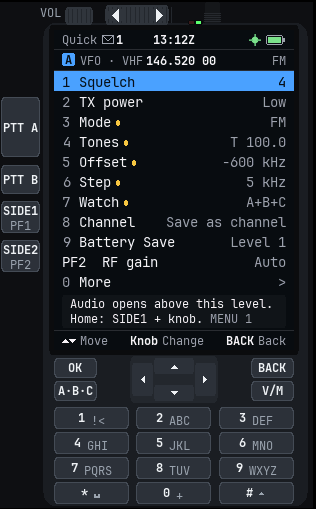 VOL
Quick 1 13:12Z
A VFO · VHF 146.520 00 FM
1 Squelch 4
2 TX power Low
3 Mode FM
4 Tones T 100.0
5 Offset -600 kHz
6 Step 5 kHz
7 Watch A+B+C
8 Channel Save as channel
9 Battery Save Level 1
PF2 RF gain Auto
0 More >
Audio opens above this level.
Home: SIDE1 + knob. MENU 1
Move Knob Change BACK Back
PTT A
PTT B
SIDE1
PF1
SIDE2
PF2
OK BACK
A·B·C V/M
1 !< 2 ABC 3 DEF
4 GHI 5 JKL 6 MNO
7 PQRS 8 TUV 9 WXYZ
* ␣ 0 + #